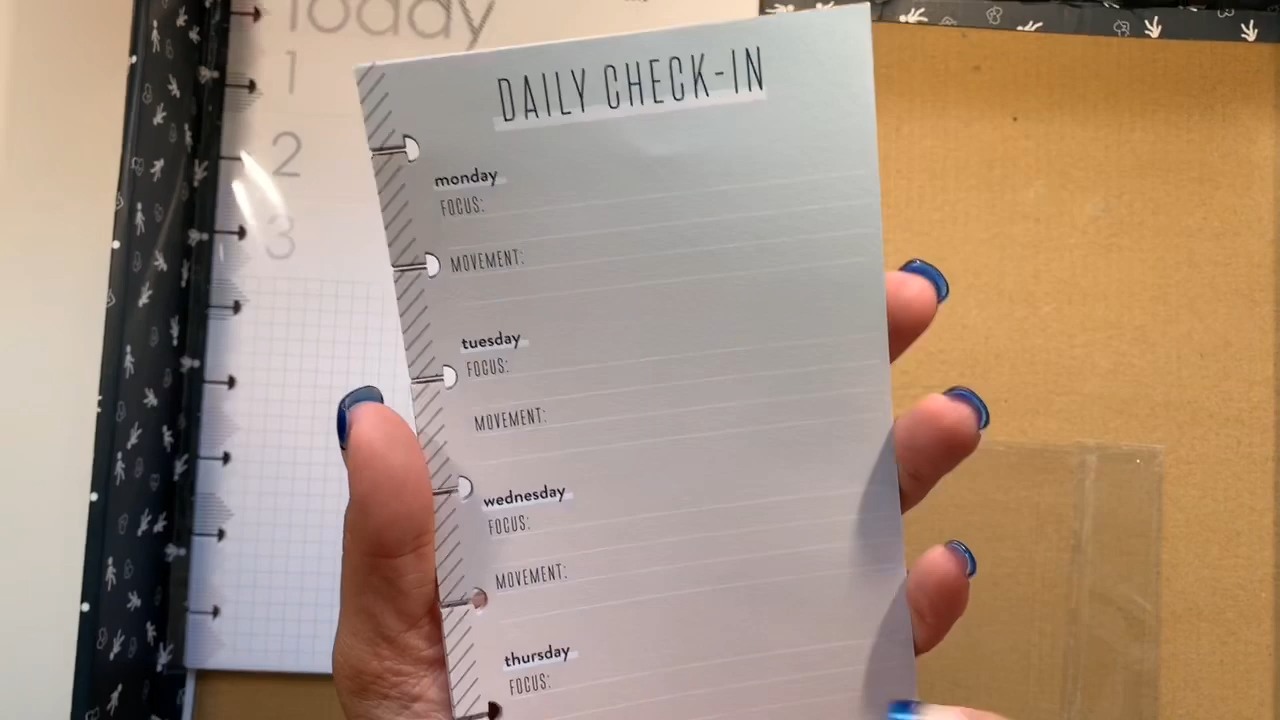 Today
1
2
3
DAILY CHECK-IN
monday
FOCUS:
MOVEMENT:
tuesday
FOCUS:
MOVEMENT:
wednesday
FOCUS:
MOVEMENT:
thursday
FOCUS: